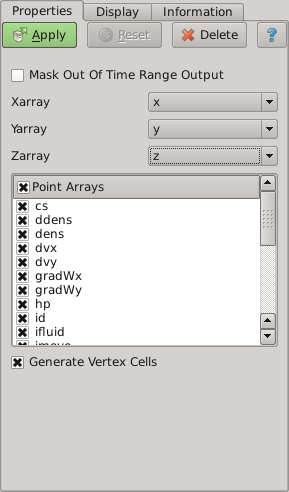 Properties Display Information
Apply Reset Delete ?
Mask Out Of Time Range Output
Xarray x
Yarray y
Zarray z
Point Arrays
cs
ddens
dens
dvx
dvy
gradWx
gradWy
hp
id
ifluid
Generate Vertex Cells